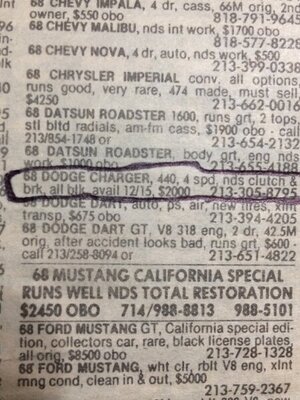 68 CHEVY IMPALA, 4 dr, cass, 66M orig, 2nd
owner, $550 obo 818-791-9645
68 CHEVY MALIBU, nds int work, $1700 obo
818-577-8228
68 CHEVY NOVA, 4 dr, auto, nds work, $500
213-399-0338
68 CHRYSLER IMPERIAL conv. all options,
runs good, very rare, 474 made, must sell,
$4250 213-662-0016
68 DATSUN ROADSTER 1600, runs grt, 2 tops,
stl bltd radials, am-fm cass, $1900 obo - call
213/854-1748 or 213-654-1332
68 DATSUN ROADSTER, body grt, eng nds
work, $1000 obo 213-655-4188
68 DODGE CHARGER, 440, 4 spd, nds clutch &
brk, all blk, avail 12/15, $2000 213-305-8795
68 DODGE DART, auto, ps, air, new tires, xlnt
transp, $675 obo 213-394-4205
68 DODGE DART GT, V8 318 eng, 2 dr, 42.5M
orig, after accident looks bad, runs grt, $600 -
call 213/258-8094 or 213-651-4822
68 MUSTANG CALIFORNIA SPECIAL
RUNS WELL NDS TOTAL RESTORATION
$2450 OBO 714/988-8813 988-5101
68 FORD MUSTANG GT, California special edi-
tion, collectors car, rare, black license plates,
all orig, $8500 obo 213-728-1328
68 FORD MUSTANG, wht clr, rblt V8 eng, xlnt
mng cond, clean in & out, $5000
213-759-2367